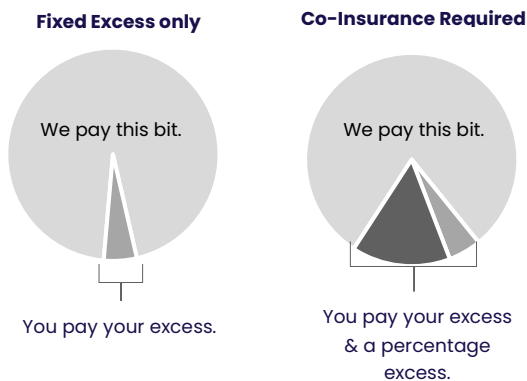 Fixed Excess only
We pay this bit.
You pay your excess.
Co-Insurance Required
We pay this bit.
You pay your excess
& a percentage
excess.